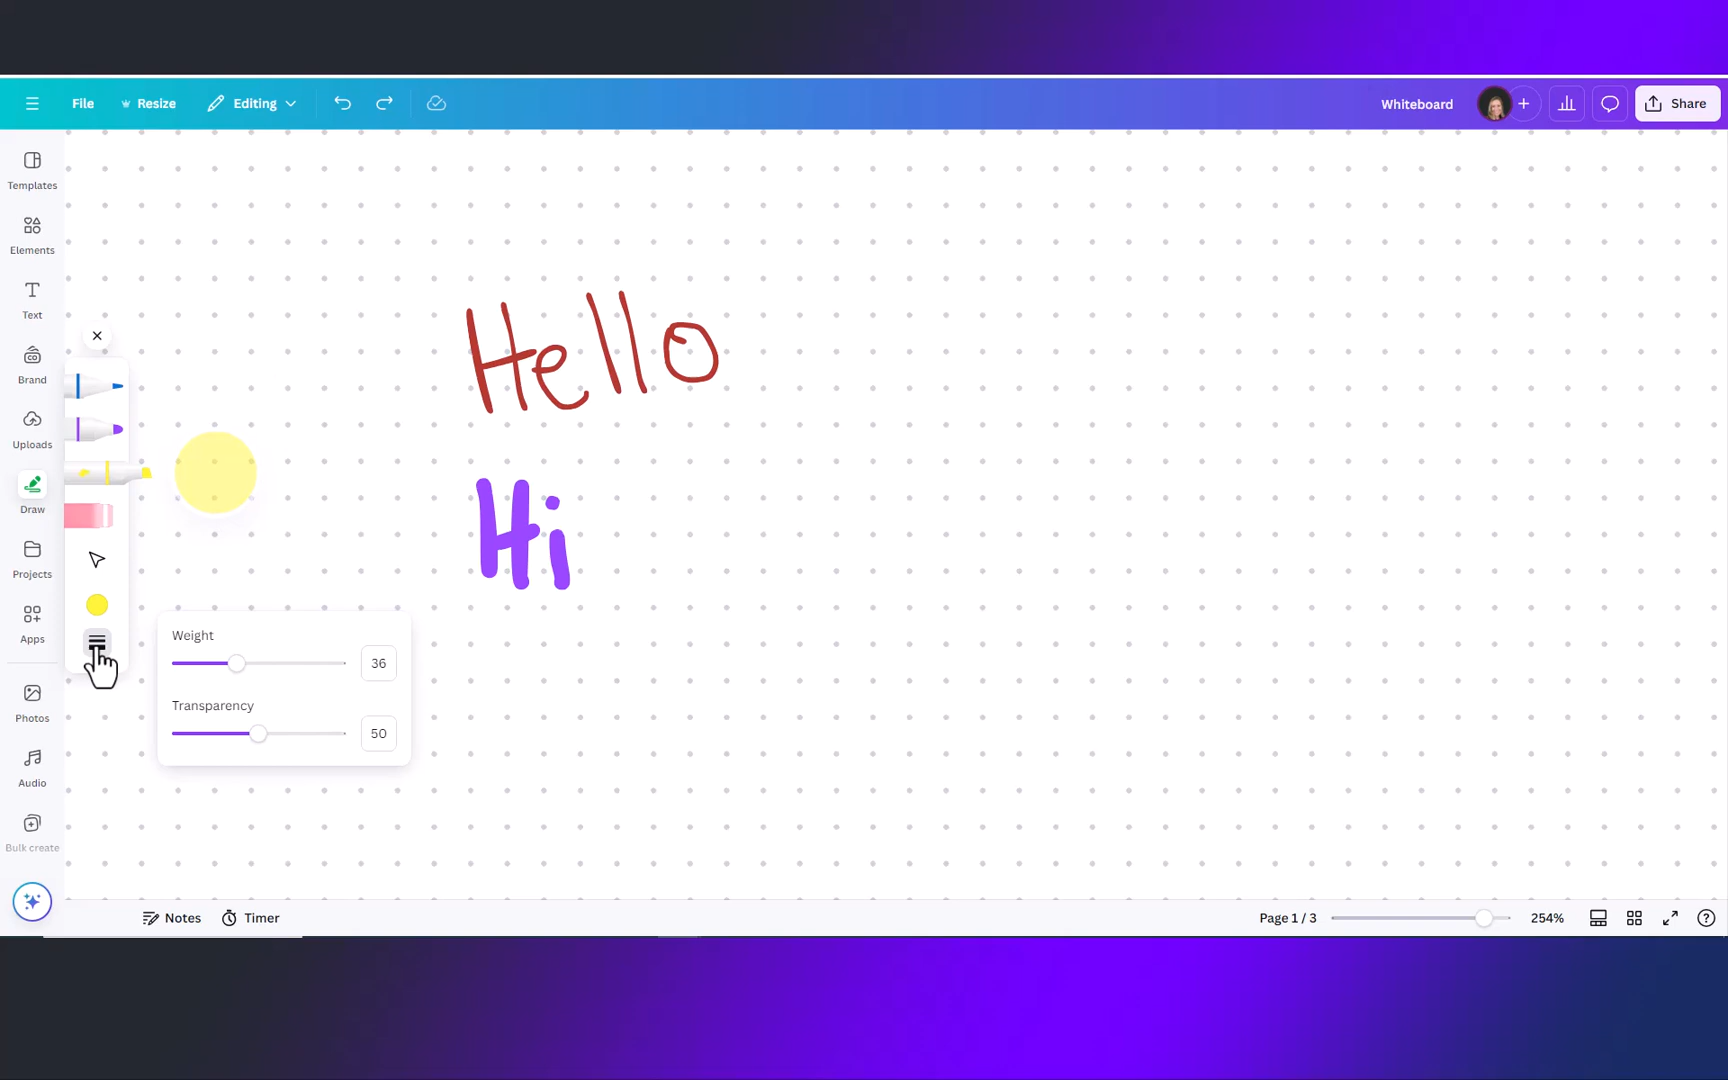 File Resize Editing Whiteboard + Share
Templates
Elements
Text
Brand
Uploads
Draw
Projects
Apps
Photos
Audio
Bulk create
Hello
Hi
Weight
36
Transparency
50
Notes Timer Page 1 / 3 254%